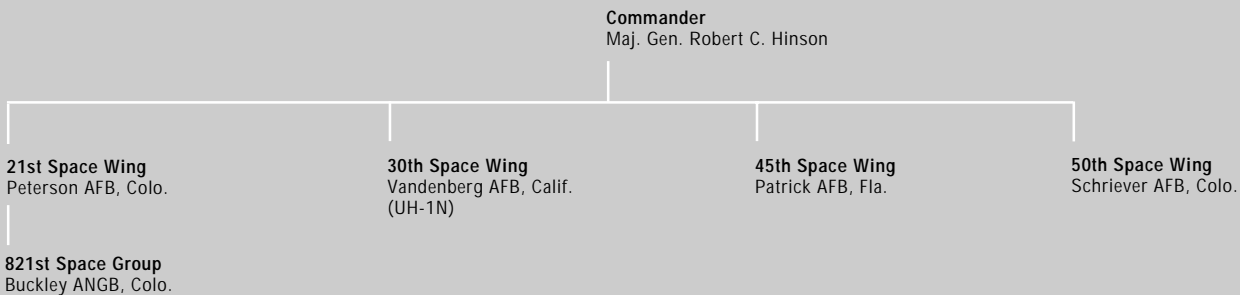 Commander
Maj. Gen. Robert C. Hinson
21st Space Wing
Peterson AFB, Colo.
30th Space Wing
Vandenberg AFB, Calif.
(UH-1N)
45th Space Wing
Patrick AFB, Fla.
50th Space Wing
Schriever AFB, Colo.
821st Space Group
Buckley ANGB, Colo.